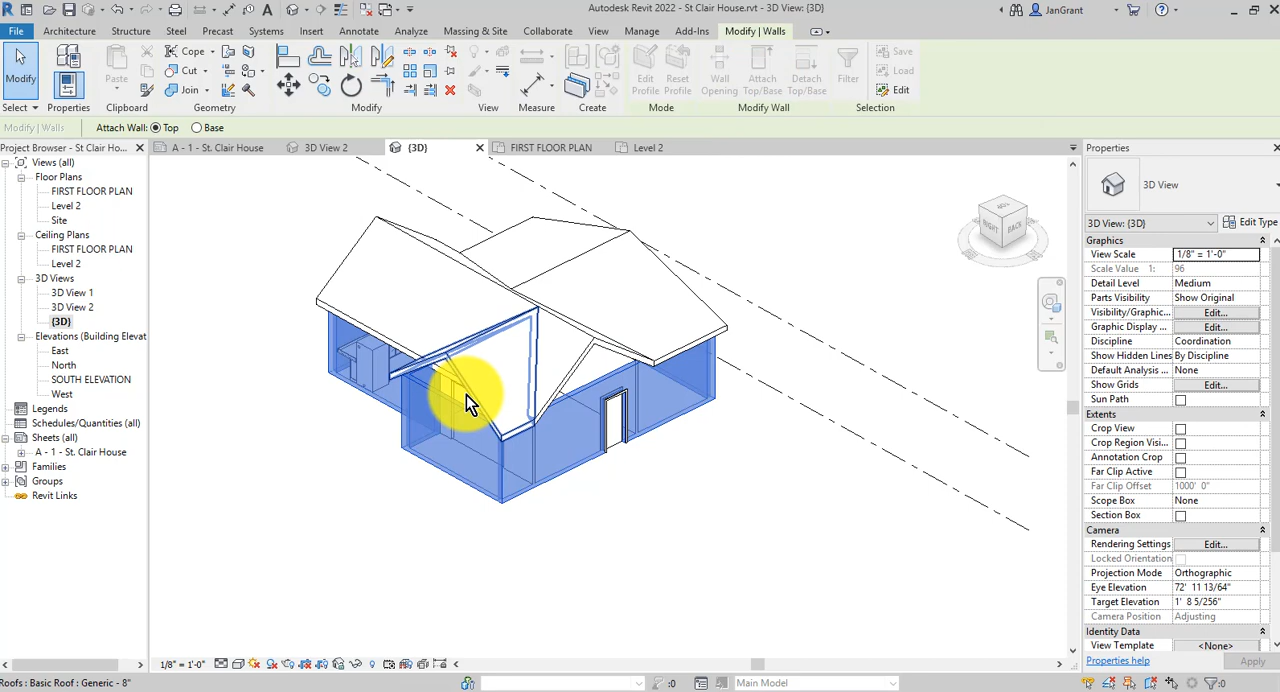 Autodesk Revit 2022 - St Clair House.rvt - 3D View: {3D}
JanGrant
File Architecture Structure Steel Precast Systems Insert Annotate Analyze Massing & Site Collaborate View Manage Add-Ins Modify | Walls
Modify
Properties
Paste
Cope
Cut
Join
Edit Profile
Reset Profile
Wall Opening
Attach Top/Base
Detach Top/Base
Filter
Save
Load
Edit
Select Properties Clipboard Geometry Modify View Measure Create Mode Modify Wall Selection
Modify | Walls Attach Wall: Top Base
Project Browser - St Clair Ho...
A - 1 - St. Clair House
3D View 2
{3D}
FIRST FLOOR PLAN
Level 2
Properties
Views (all)
Floor Plans
FIRST FLOOR PLAN
Level 2
Site
Ceiling Plans
FIRST FLOOR PLAN
Level 2
3D Views
3D View 1
3D View 2
{3D}
Elevations (Building Elevat
East
North
SOUTH ELEVATION
West
Legends
Schedules/Quantities (all)
Sheets (all)
A - 1 - St. Clair House
Families
Groups
Revit Links
RIGHT
BACK
3D View
3D View: {3D} Edit Type
Graphics
View Scale 1/8" = 1'-0"
Scale Value 1: 96
Detail Level Medium
Parts Visibility Show Original
Visibility/Graphic... Edit...
Graphic Display ... Edit...
Discipline Coordination
Show Hidden Lines By Discipline
Default Analysis ... None
Show Grids Edit...
Sun Path
Extents
Crop View
Crop Region Visi...
Annotation Crop
Far Clip Active
Far Clip Offset 1000' 0"
Scope Box None
Section Box
Camera
Rendering Settings Edit...
Locked Orientation
Projection Mode Orthographic
Eye Elevation 72' 11 13/64"
Target Elevation 1' 8 5/256"
Camera Position Adjusting
Identity Data
View Template <None>
Properties help Apply
1/8" = 1'-0"
Roofs : Basic Roof : Generic - 8"
:0
Main Model
:0